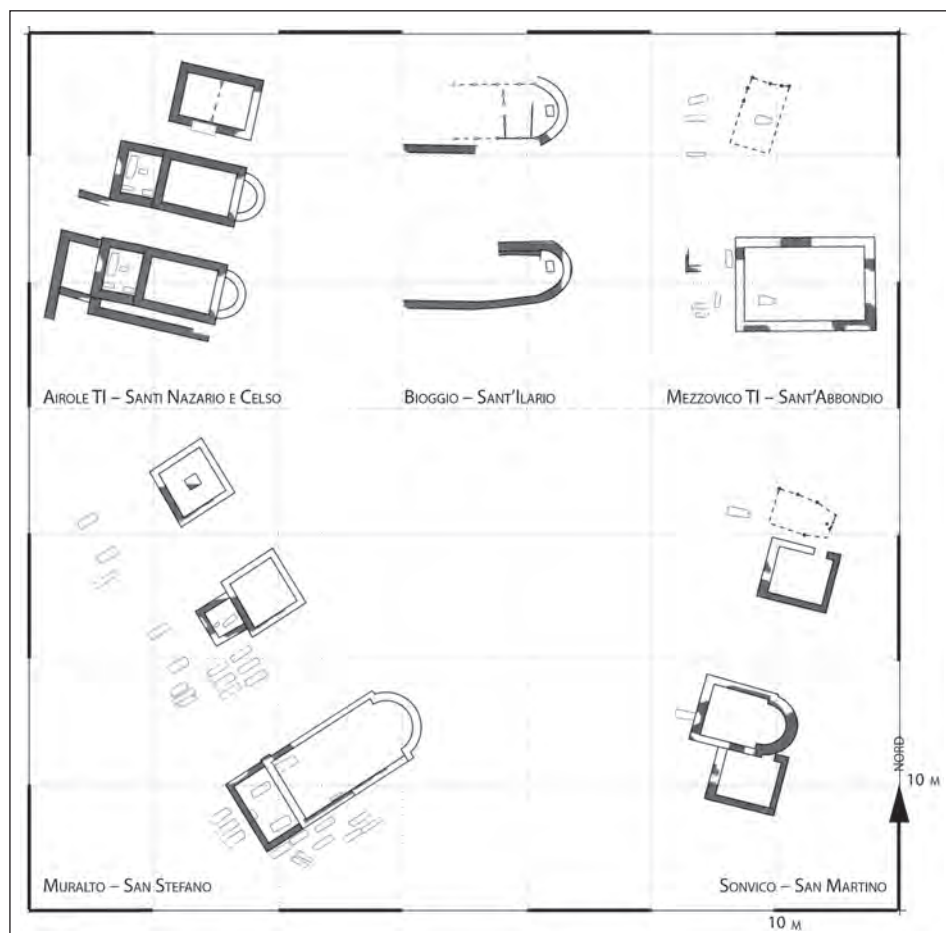 AIROLE TI – SANTI NAZARIO E CELSO
BIOGGIO – SANT'ILARIO
MEZZOVICO TI – SANT'ABBONDIO
NORD
10 M
MURALTO – SAN STEFANO
SONVICO – SAN MARTINO
10 M